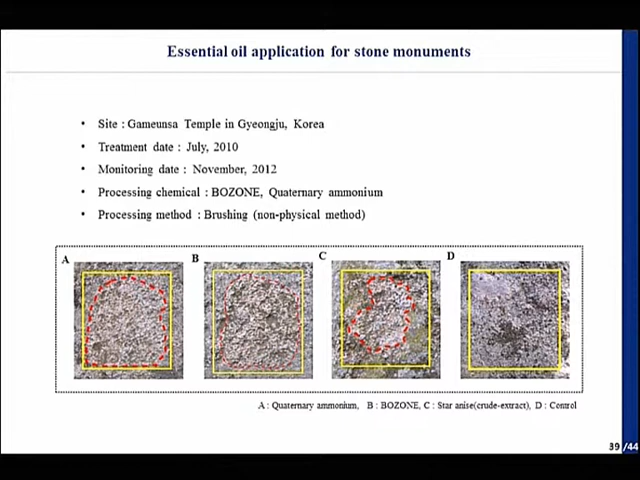 Essential oil application for stone monuments
• Site : Gameunsa Temple in Gyeongju, Korea
• Treatment date : July, 2010
• Monitoring date : November, 2012
• Processing chemical : BOZONE, Quaternary ammonium
• Processing method : Brushing (non-physical method)
A B C D
A : Quaternary ammonium, B : BOZONE, C : Star anise(crude-extract), D : Control
39 /44